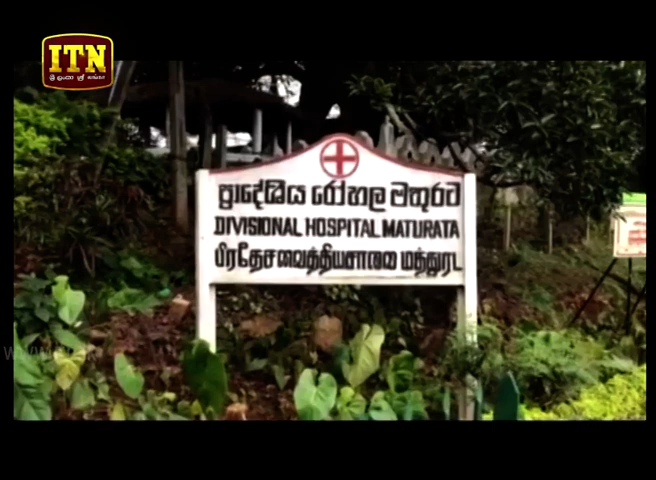 ITN
ශ්‍රී ලංකා
ප්‍රාදේශීය රෝහල මතුරට
DIVISIONAL HOSPITAL MATURATA
பிரதேசவைத்தியசாலை மத்துரட